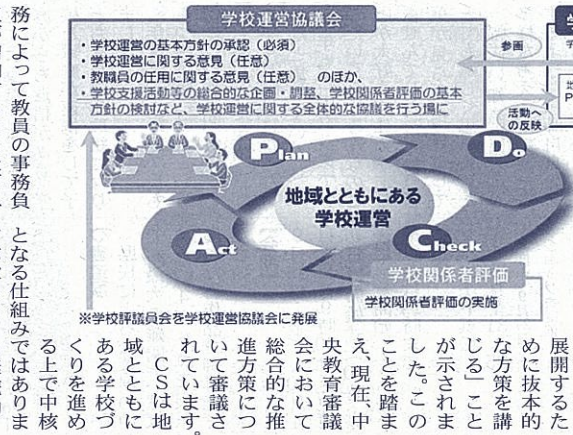 学校運営協議会
・学校運営の基本方針の承認（必須）
・学校運営に関する意見（任意）
・教職員の任用に関する意見（任意）　のほか、
・学校支援活動等の総合的な企画・調整、学校関係者評価の基本
方針の検討など、学校運営に関する全体的な協議を行う場に
参画
活動へ
の反映
Plan
Do
地域とともにある
学校運営
Act
Check
学校関係者評価
学校関係者評価の実施
※学校評議員会を学校運営協議会に発展
展開するた
めに抜本的
な方策を講
じる」こと
が示されま
した。この
ことを踏ま
え、現在、中
央教育審議
会において
総合的な推
進方策につ
いて審議さ
れています。
CSは地
域とともに
ある学校づ
くりを進め
る上で中核
となる仕組みではありま
務によって教員の事務負